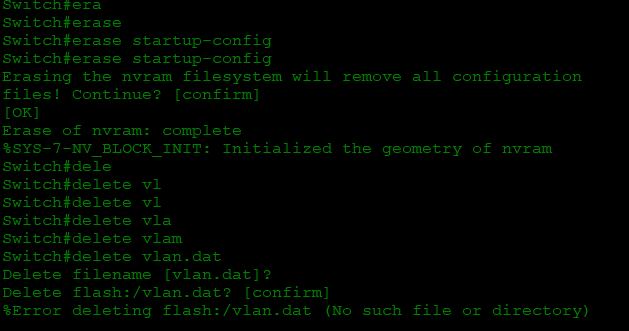 Switch#era
Switch#erase
Switch#erase startup-config
Switch#erase startup-config
Erasing the nvram filesystem will remove all configuration
files! Continue? [confirm]
[OK]
Erase of nvram: complete
%SYS-7-NV_BLOCK_INIT: Initialized the geometry of nvram
Switch#dele
Switch#delete vl
Switch#delete vl
Switch#delete vla
Switch#delete vlam
Switch#delete vlan.dat
Delete filename [vlan.dat]?
Delete flash:/vlan.dat? [confirm]
%Error deleting flash:/vlan.dat (No such file or directory)